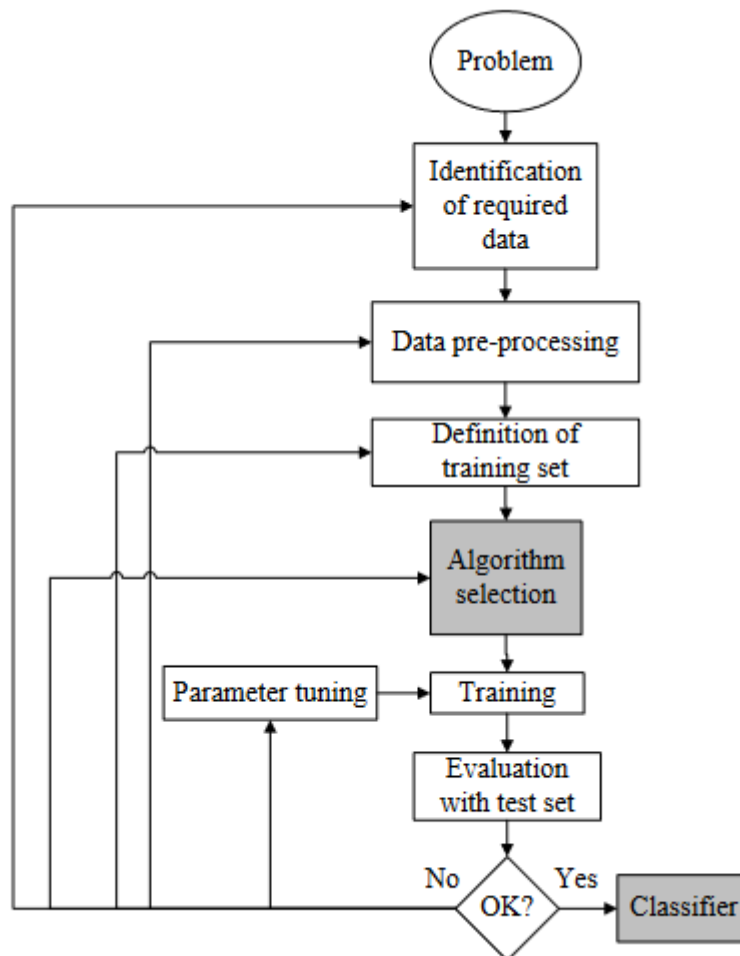 Problem
Identification
of required
data
Data pre-processing
Definition of
training set
Algorithm
selection
Parameter tuning
Training
Evaluation
with test set
No
Yes
OK?
Classifier